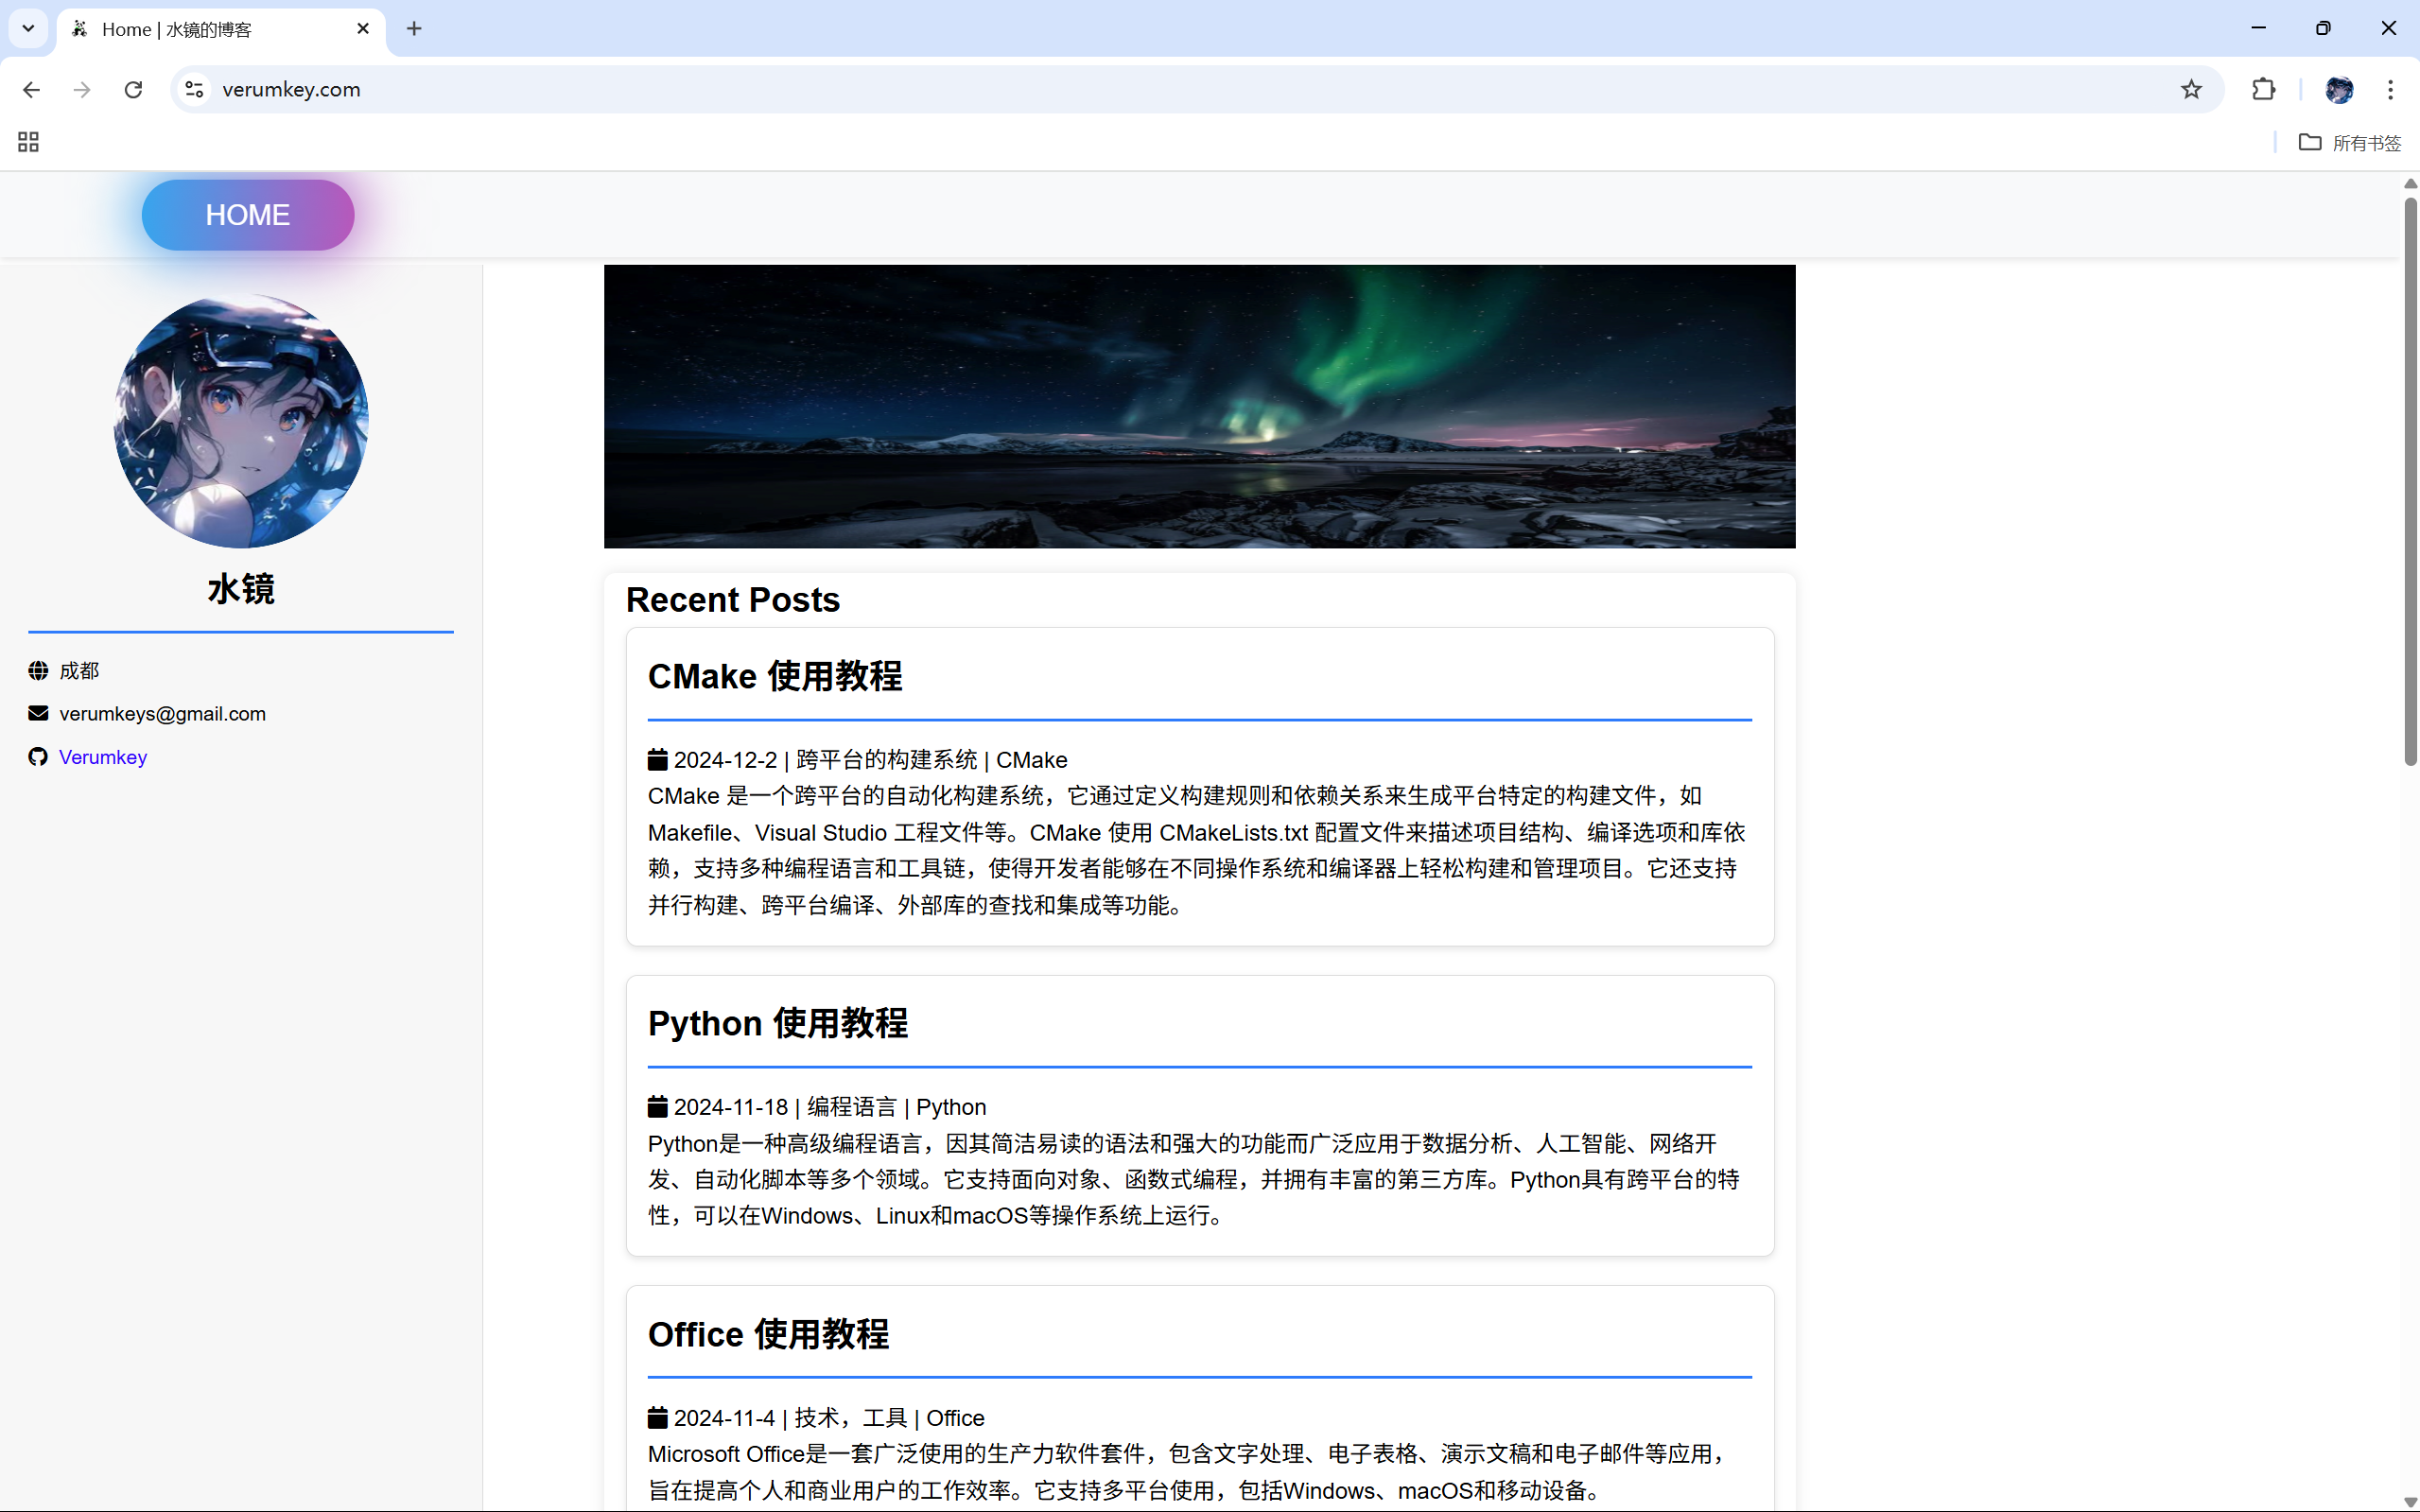 Home | 水镜的博客
verumkey.com
所有书签
HOME
水镜
成都
verumkeys@gmail.com
Verumkey
Recent Posts
CMake 使用教程
2024-12-2 | 跨平台的构建系统 | CMake
CMake 是一个跨平台的自动化构建系统，它通过定义构建规则和依赖关系来生成平台特定的构建文件，如
Makefile、Visual Studio 工程文件等。CMake 使用 CMakeLists.txt 配置文件来描述项目结构、编译选项和库依
赖，支持多种编程语言和工具链，使得开发者能够在不同操作系统和编译器上轻松构建和管理项目。它还支持
并行构建、跨平台编译、外部库的查找和集成等功能。
Python 使用教程
2024-11-18 | 编程语言 | Python
Python是一种高级编程语言，因其简洁易读的语法和强大的功能而广泛应用于数据分析、人工智能、网络开
发、自动化脚本等多个领域。它支持面向对象、函数式编程，并拥有丰富的第三方库。Python具有跨平台的特
性，可以在Windows、Linux和macOS等操作系统上运行。
Office 使用教程
2024-11-4 | 技术，工具 | Office
Microsoft Office是一套广泛使用的生产力软件套件，包含文字处理、电子表格、演示文稿和电子邮件等应用，
旨在提高个人和商业用户的工作效率。它支持多平台使用，包括Windows、macOS和移动设备。